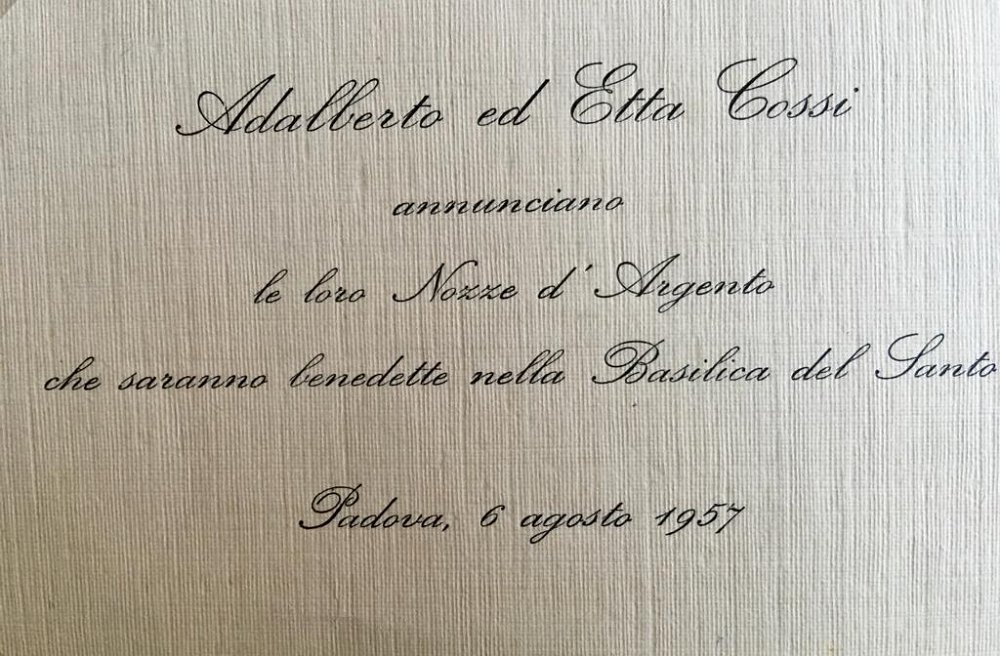 Adalberto ed Etta Cossi
annunciano
le loro Nozze d'Argento
che saranno benedette nella Basilica del Santo
Padova, 6 agosto 1957